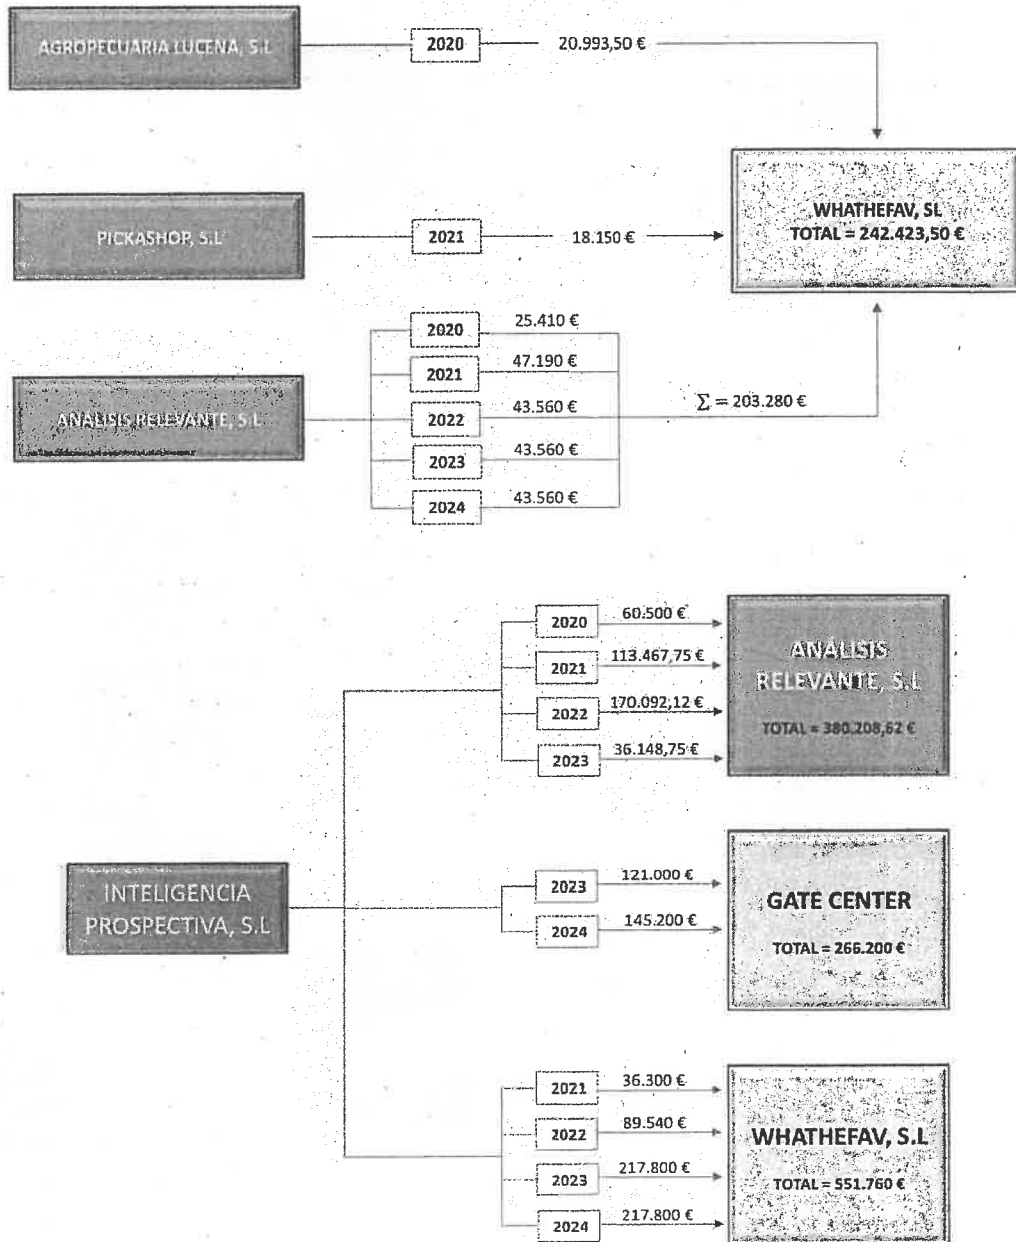 AGROPECUARIA LUCENA, S.L
2020
20.993,50 €
WHATHEFAV, SL
TOTAL = 242.423,50 €
PICKASHOP, S.L
2021
18.150 €
ANÁLISIS RELEVANTE, S.L
2020
25.410 €
2021
47.190 €
2022
43.560 €
2023
43.560 €
2024
43.560 €
∑ = 203.280 €
INTELIGENCIA
PROSPECTIVA, S.L
2020
60.500 €
2021
113.467,75 €
2022
170.092,12 €
2023
36.148,75 €
ANÁLISIS
RELEVANTE, S.L
TOTAL = 380.208,62 €
2023
121.000 €
2024
145.200 €
GATE CENTER
TOTAL = 266.200 €
2021
36.300 €
2022
89.540 €
2023
217.800 €
2024
217.800 €
WHATHEFAV, S.L
TOTAL = 551.760 €